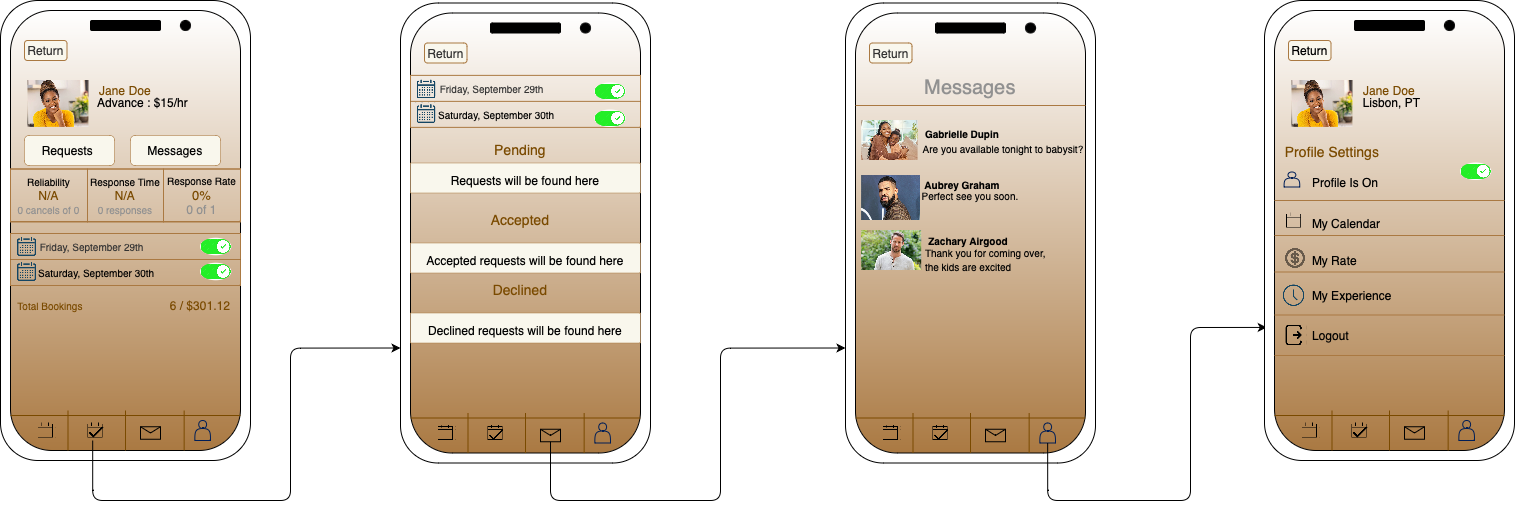 Return
Jane Doe
Advance : $15/hr
Requests
Messages
Reliability
N/A
0 cancels of 0
Response Time
N/A
0 responses
Response Rate
0%
0 of 1
Friday, September 29th
Saturday, September 30th
Total Bookings
6 / $301.12
Return
Friday, September 29th
Saturday, September 30th
Pending
Requests will be found here
Accepted
Accepted requests will be found here
Declined
Declined requests will be found here
Return
Messages
Gabrielle Dupin
Are you available tonight to babysit?
Aubrey Graham
Perfect see you soon.
Zachary Airgood
Thank you for coming over,
the kids are excited
Return
Jane Doe
Lisbon, PT
Profile Settings
Profile Is On
My Calendar
$ My Rate
My Experience
Logout